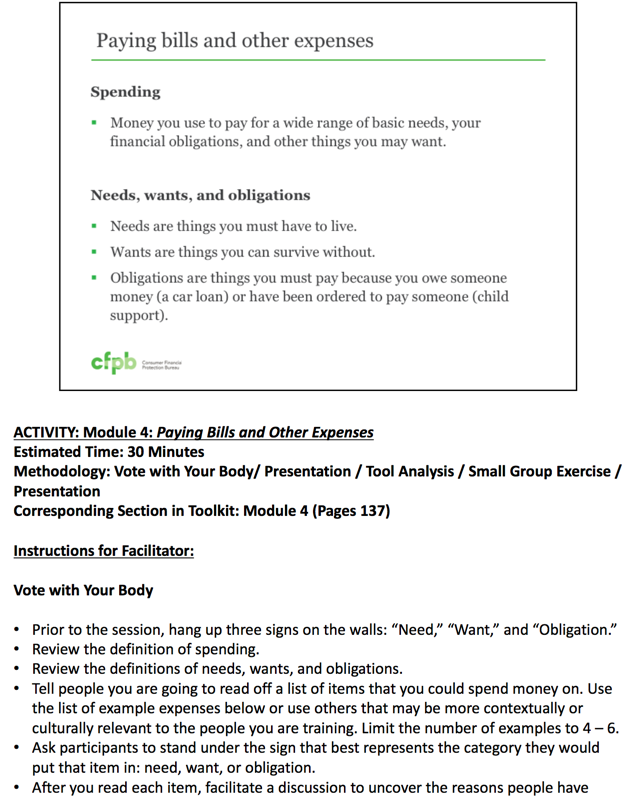 Paying bills and other expenses
Spending
▪ Money you use to pay for a wide range of basic needs, your
financial obligations, and other things you may want.
Needs, wants, and obligations
▪ Needs are things you must have to live.
▪ Wants are things you can survive without.
▪ Obligations are things you must pay because you owe someone
money (a car loan) or have been ordered to pay someone (child
support).
cfpb
Consumer Financial
Protection Bureau
ACTIVITY: Module 4: Paying Bills and Other Expenses
Estimated Time: 30 Minutes
Methodology: Vote with Your Body/ Presentation / Tool Analysis / Small Group Exercise /
Presentation
Corresponding Section in Toolkit: Module 4 (Pages 137)
Instructions for Facilitator:
Vote with Your Body
• Prior to the session, hang up three signs on the walls: “Need,” “Want,” and “Obligation.”
• Review the definition of spending.
• Review the definitions of needs, wants, and obligations.
• Tell people you are going to read off a list of items that you could spend money on. Use
the list of example expenses below or use others that may be more contextually or
culturally relevant to the people you are training. Limit the number of examples to 4 – 6.
• Ask participants to stand under the sign that best represents the category they would
put that item in: need, want, or obligation.
• After you read each item, facilitate a discussion to uncover the reasons people have